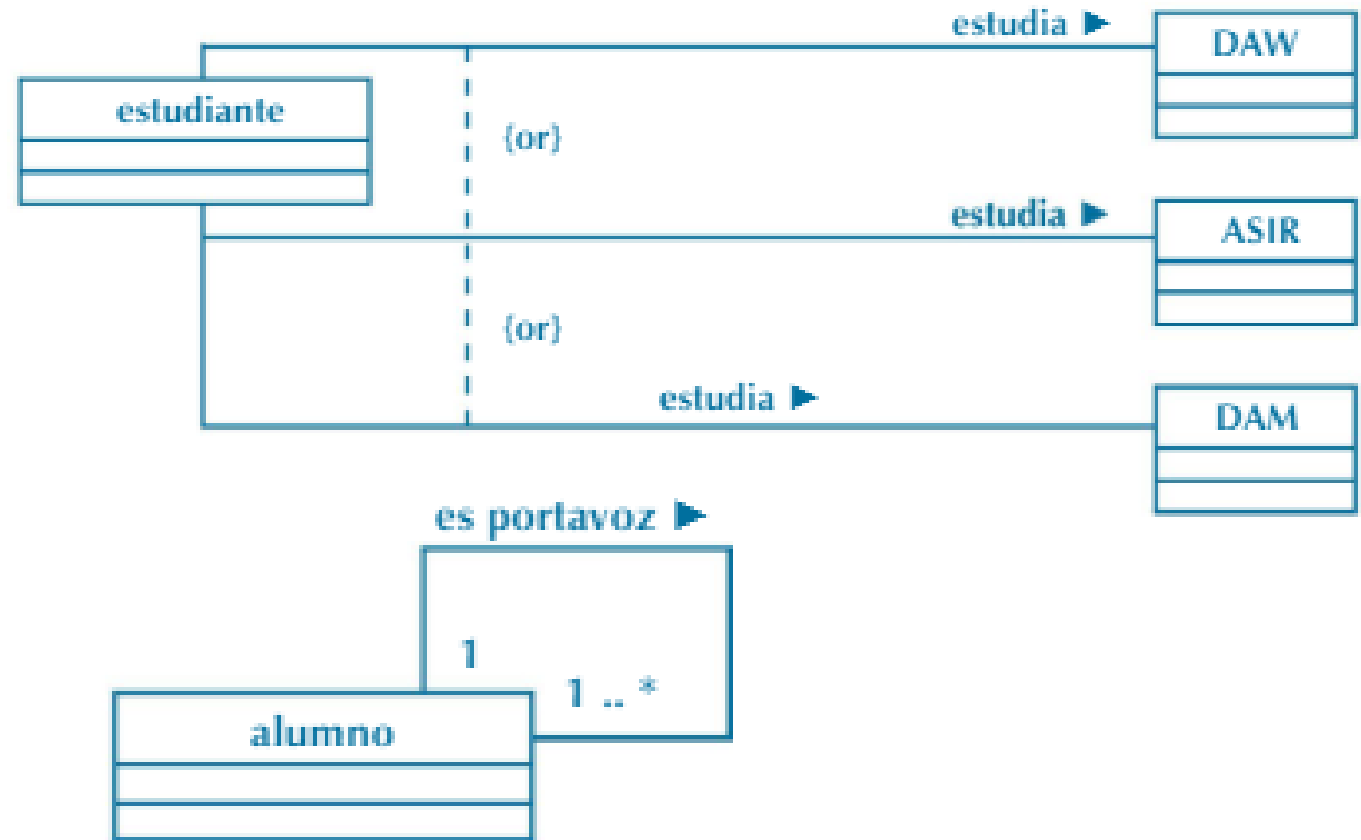 estudia ▶
DAW
estudiante
{or}
estudia ▶
ASIR
{or}
estudia ▶
DAM
es portavoz ▶
1
1 .. *
alumno